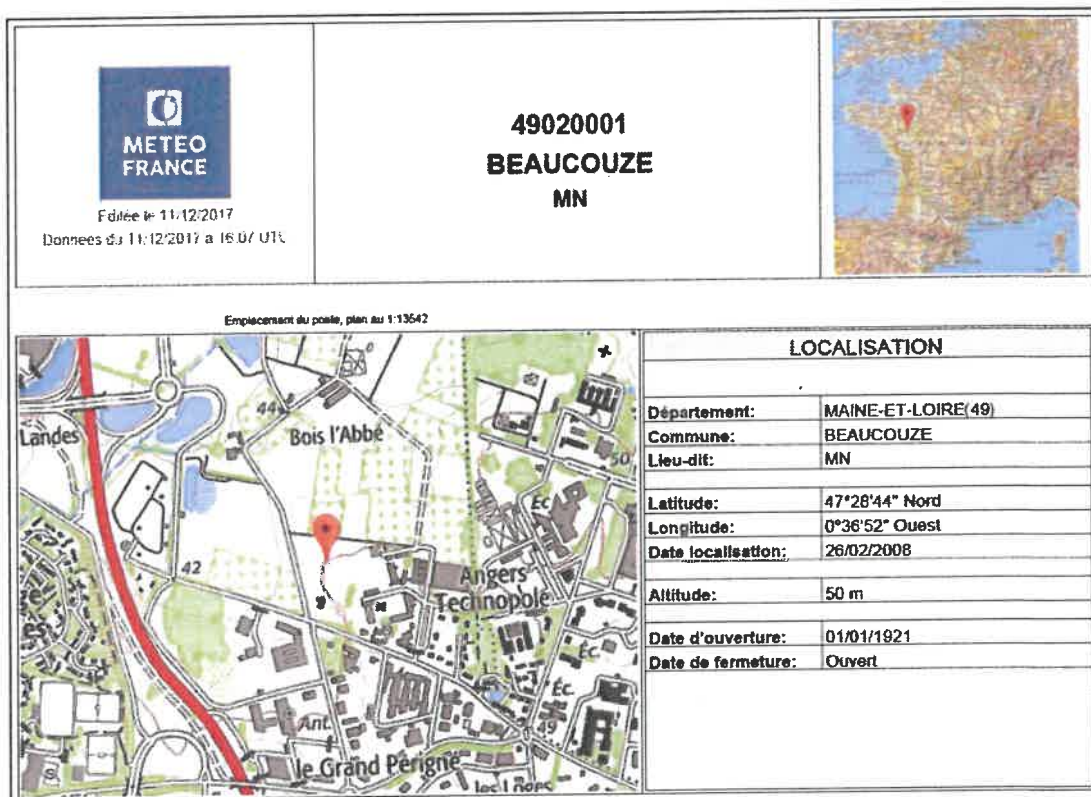 METEO
FRANCE
Editée le 11/12/2017
Données du 11/12/2017 à 16:07 UTC
49020001
BEAUCOUZE
MN
Emplacement du poste, plan au 1:13542
Landes
44
Bois l'Abbé
0
50
Éc
42
Angers
Technopole
Éc.
Éc.
Ant.
49
le Grand Périgné
LOCALISATION
Département: MAINE-ET-LOIRE(49)
Commune: BEAUCOUZE
Lieu-dit: MN
Latitude: 47°28'44" Nord
Longitude: 0°36'52" Ouest
Date localisation: 26/02/2008
Altitude: 50 m
Date d'ouverture: 01/01/1921
Date de fermeture: Ouvert